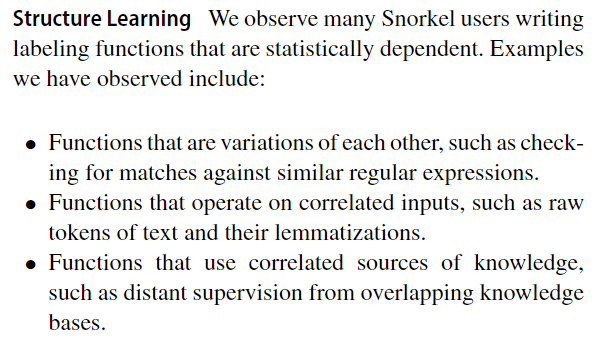 Structure Learning We observe many Snorkel users writing
labeling functions that are statistically dependent. Examples
we have observed include:
• Functions that are variations of each other, such as check-
ing for matches against similar regular expressions.
• Functions that operate on correlated inputs, such as raw
tokens of text and their lemmatizations.
• Functions that use correlated sources of knowledge,
such as distant supervision from overlapping knowledge
bases.